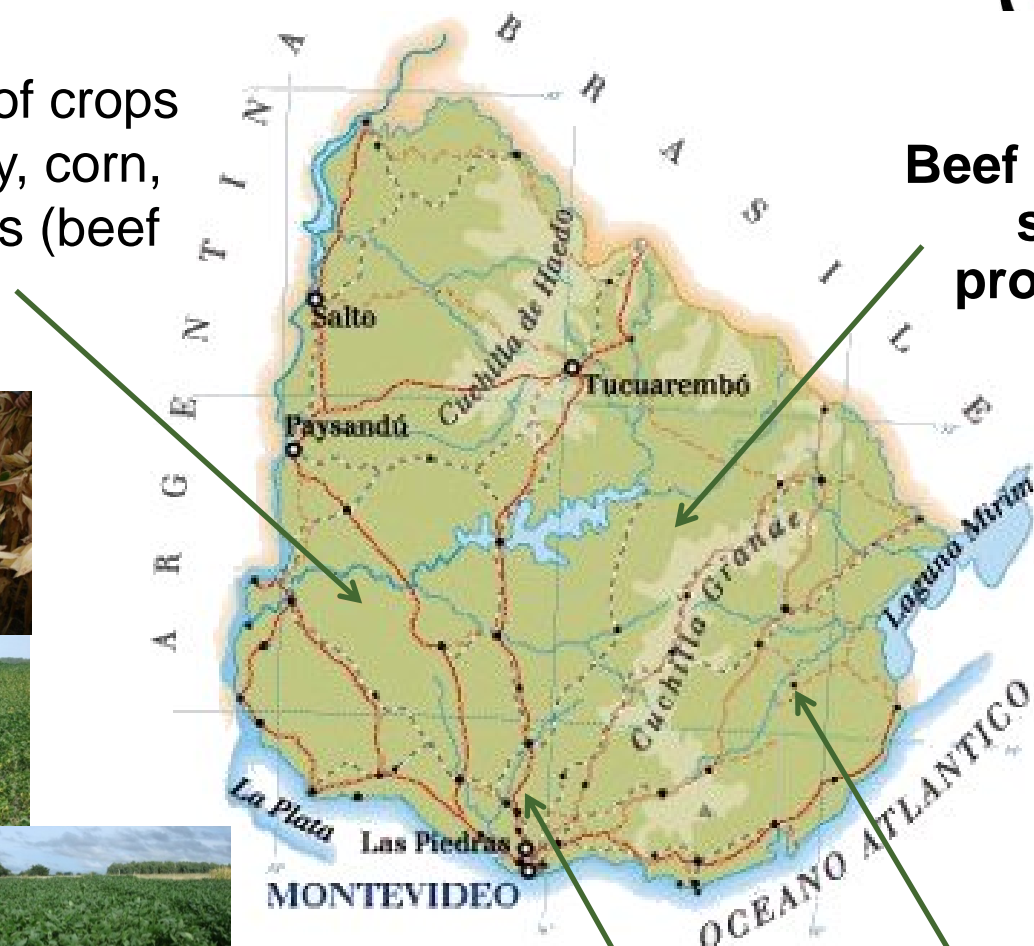 of crops
y, corn,
s (beef
Beef
s
pro
ARGENTINA
BRASIL
E
Salto
Cuchilla de Haedo
Tucuarembó
Paysandú
Cuchilla Grande
Laguna Mirim
La Plata
Las Piedras
MONTEVIDEO
OCEANO ATLANTICO